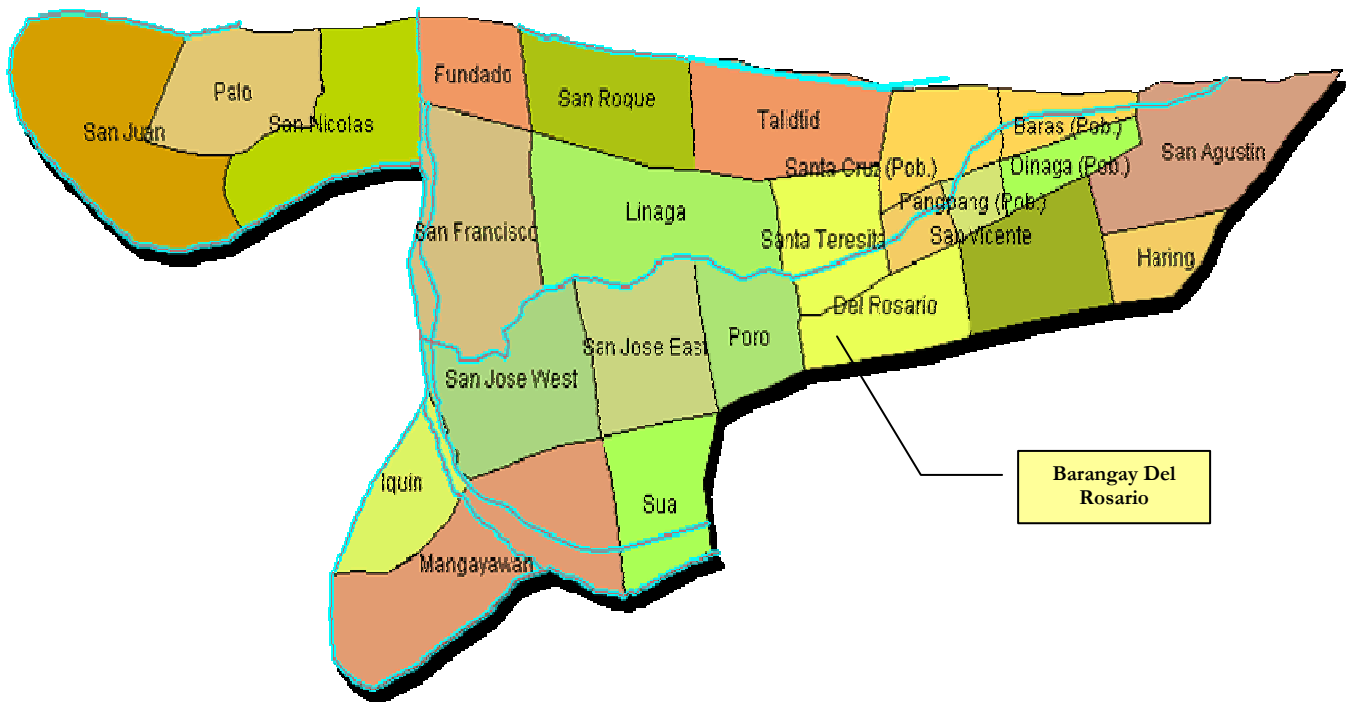 Fundado
Palo
San Roque
Talidtid
San Juan
San Nicolas
Baras (Pob.)
San Agustin
Santa Cruz (Pob.)
Dinaga (Pob.)
Pangpang (Pob.)
Linaga
San Francisco
Santa Teresita
San Vicente
Haring
Del Rosario
Poro
San Jose East
San Jose West
Iquin
Sua
Mangayawan
Barangay Del
Rosario